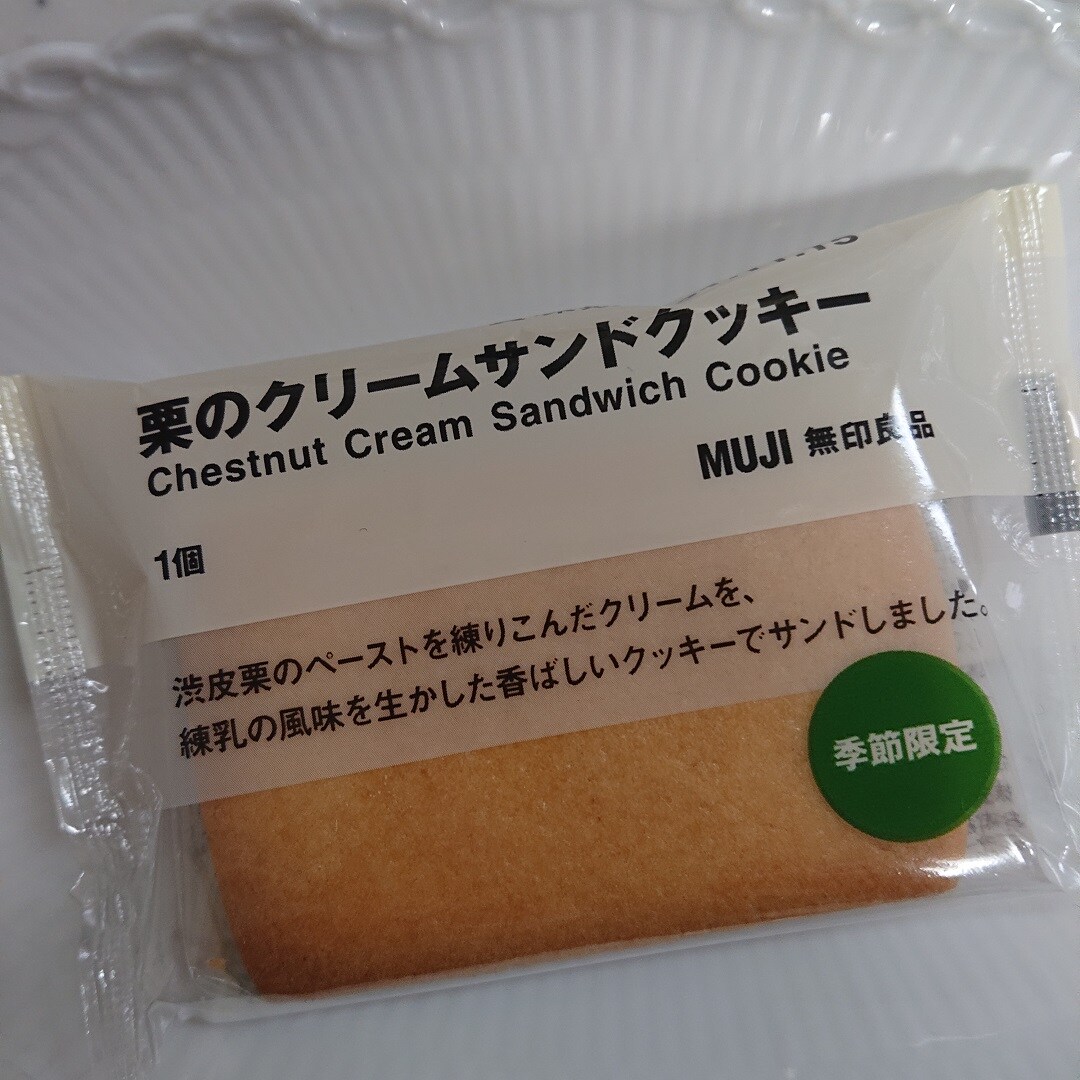 栗のクリームサンドクッキー
Chestnut Cream Sandwich Cookie
MUJI 無印良品
1個
渋皮栗のペーストを練りこんだクリームを、
練乳の風味を生かした香ばしいクッキーでサンドしました。
季節限定